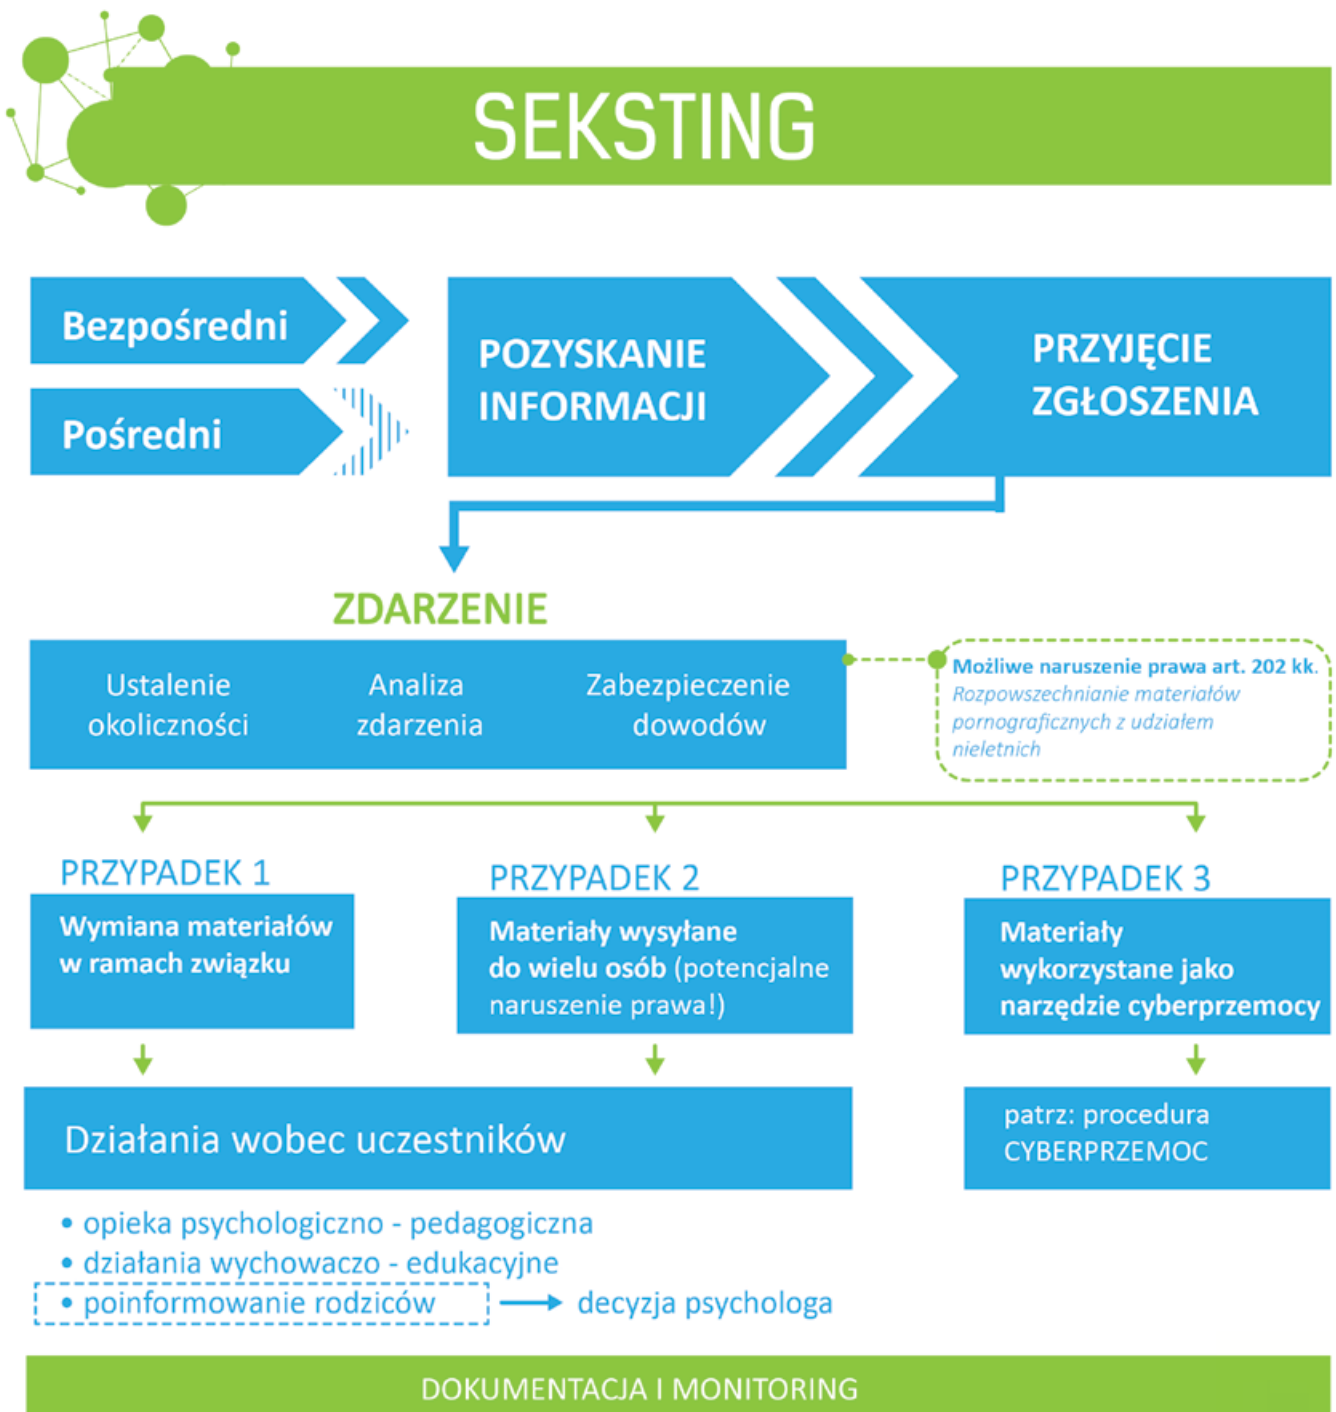 SEKSTING
Bezpośredni
Pośredni
POZYSKANIE
INFORMACJI
PRZYJĘCIE
ZGŁOSZENIA
ZDARZENIE
Ustalenie
okoliczności
Analiza
zdarzenia
Zabezpieczenie
dowodów
Możliwe naruszenie prawa art. 202 kk.
Rozpowszechnianie materiałów
pornograficznych z udziałem
nieletnich
PRZYPADEK 1
Wymiana materiałów
w ramach związku
PRZYPADEK 2
Materiały wysyłane
do wielu osób (potencjalne
naruszenie prawa!)
PRZYPADEK 3
Materiały
wykorzystane jako
narzędzie cyberprzemocy
Działania wobec uczestników
patrz: procedura
CYBERPRZEMOC
• opieka psychologiczno - pedagogiczna
• działania wychowaczo - edukacyjne
• poinformowanie rodziców
decyzja psychologa
DOKUMENTACJA I MONITORING